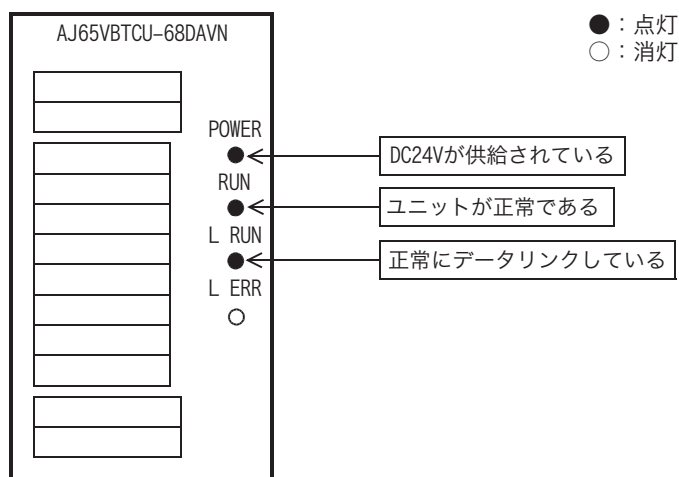 AJ65VBTCU-68DAVN
●：点灯
○：消灯
POWER
DC24Vが供給されている
RUN
ユニットが正常である
L RUN
正常にデータリンクしている
L ERR